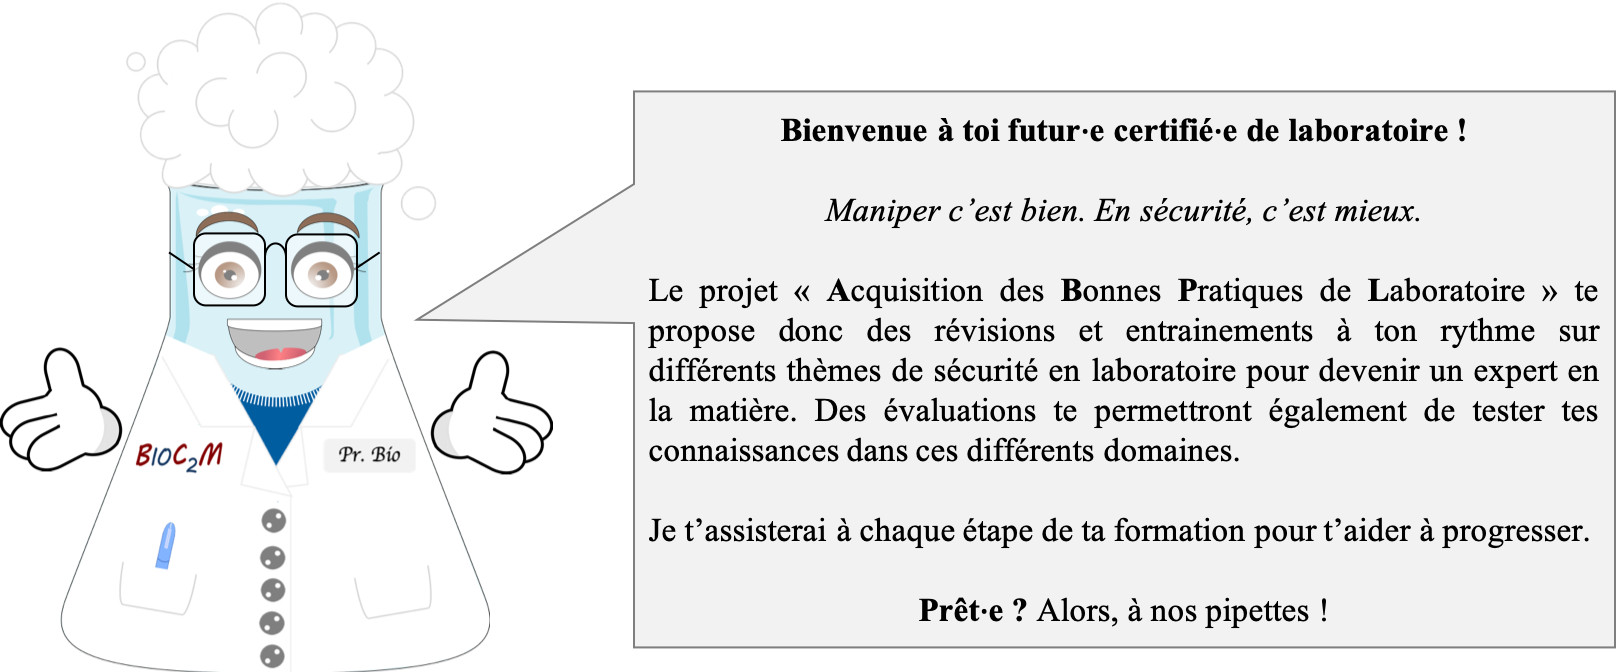 Bienvenue à toi futur·e certifié·e de laboratoire !
Maniper c’est bien. En sécurité, c’est mieux.
Le projet « Acquisition des Bonnes Pratiques de Laboratoire » te
propose donc des révisions et entrainements à ton rythme sur
différents thèmes de sécurité en laboratoire pour devenir un expert en
la matière. Des évaluations te permettront également de tester tes
connaissances dans ces différents domaines.
Je t’assisterai à chaque étape de ta formation pour t’aider à progresser.
Prêt·e ? Alors, à nos pipettes !
BIOC2M
Pr. Bio